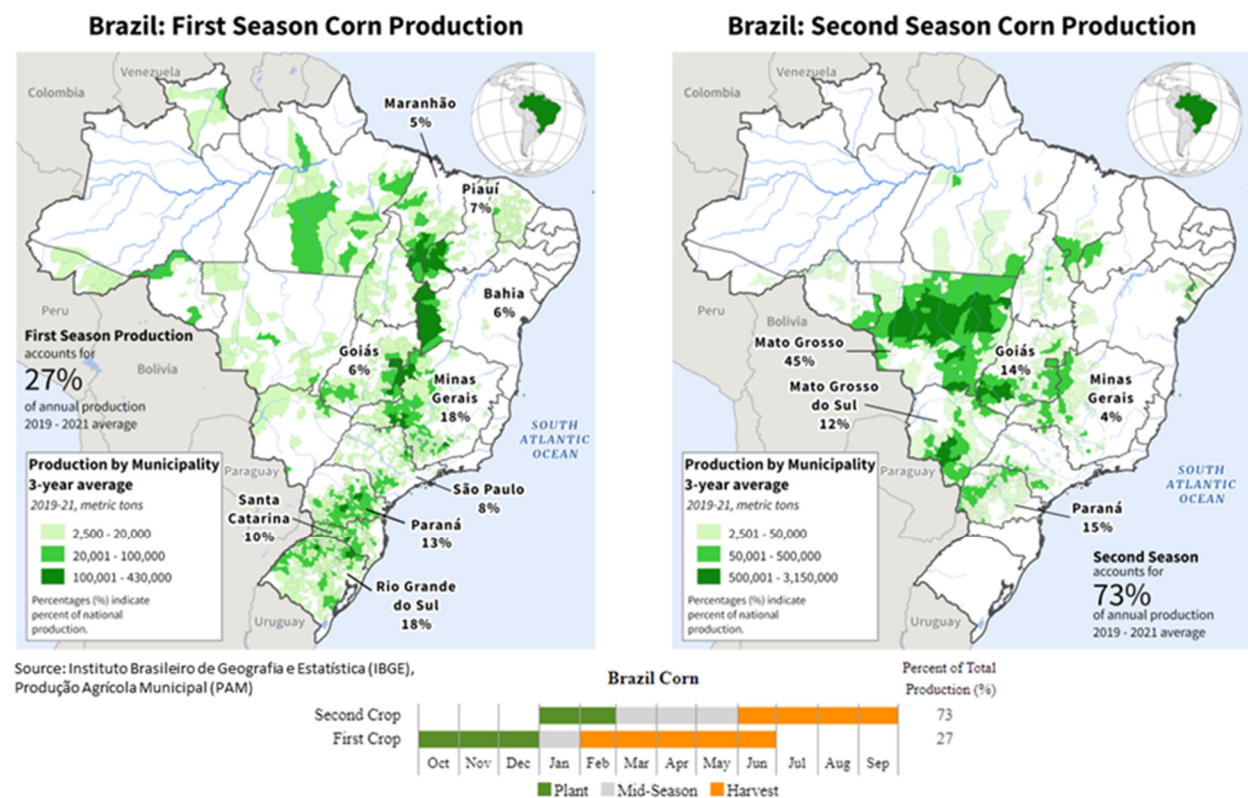 Brazil: First Season Corn Production
Venezuela
Colombia
Maranhão
5%
Piauí
7%
Peru
Bahia
6%
First Season Production
accounts for
27%
of annual production
2019 - 2021 average
Bolivia
Goiás
6%
Minas
Gerais
18%
SOUTH
ATLANTIC
OCEAN
Production by Municipality
3-year average
2019-21, metric tons
2,500 - 20,000
20,001 - 100,000
100,001 - 430,000
Percentages (%) indicate
percent of national
production.
Paraguay
Santa
Catarina
10%
São Paulo
8%
Paraná
13%
Rio Grande
do Sul
18%
Uruguay
Brazil: Second Season Corn Production
Venezuela
Colombia
Peru
Bolivia
Mato Grosso
45%
Goiás
14%
Mato Grosso
do Sul
12%
Minas
Gerais
4%
SOUTH
ATLANTIC
OCEAN
Production by Municipality
3-year average
2019-21, metric tons
2,501 - 50,000
50,001 - 500,000
500,001 - 3,150,000
Percentages (%) indicate
percent of national
production.
Paraguay
Paraná
15%
Second Season
accounts for
73%
of annual production
2019 - 2021 average
Uruguay
Source: Instituto Brasileiro de Geografia e Estatística (IBGE),
Produção Agrícola Municipal (PAM)
Brazil Corn
Percent of Total
Production (%)
Second Crop 73
First Crop 27
Oct Nov Dec Jan Feb Mar Apr May Jun Jul Aug Sep
Plant Mid-Season Harvest